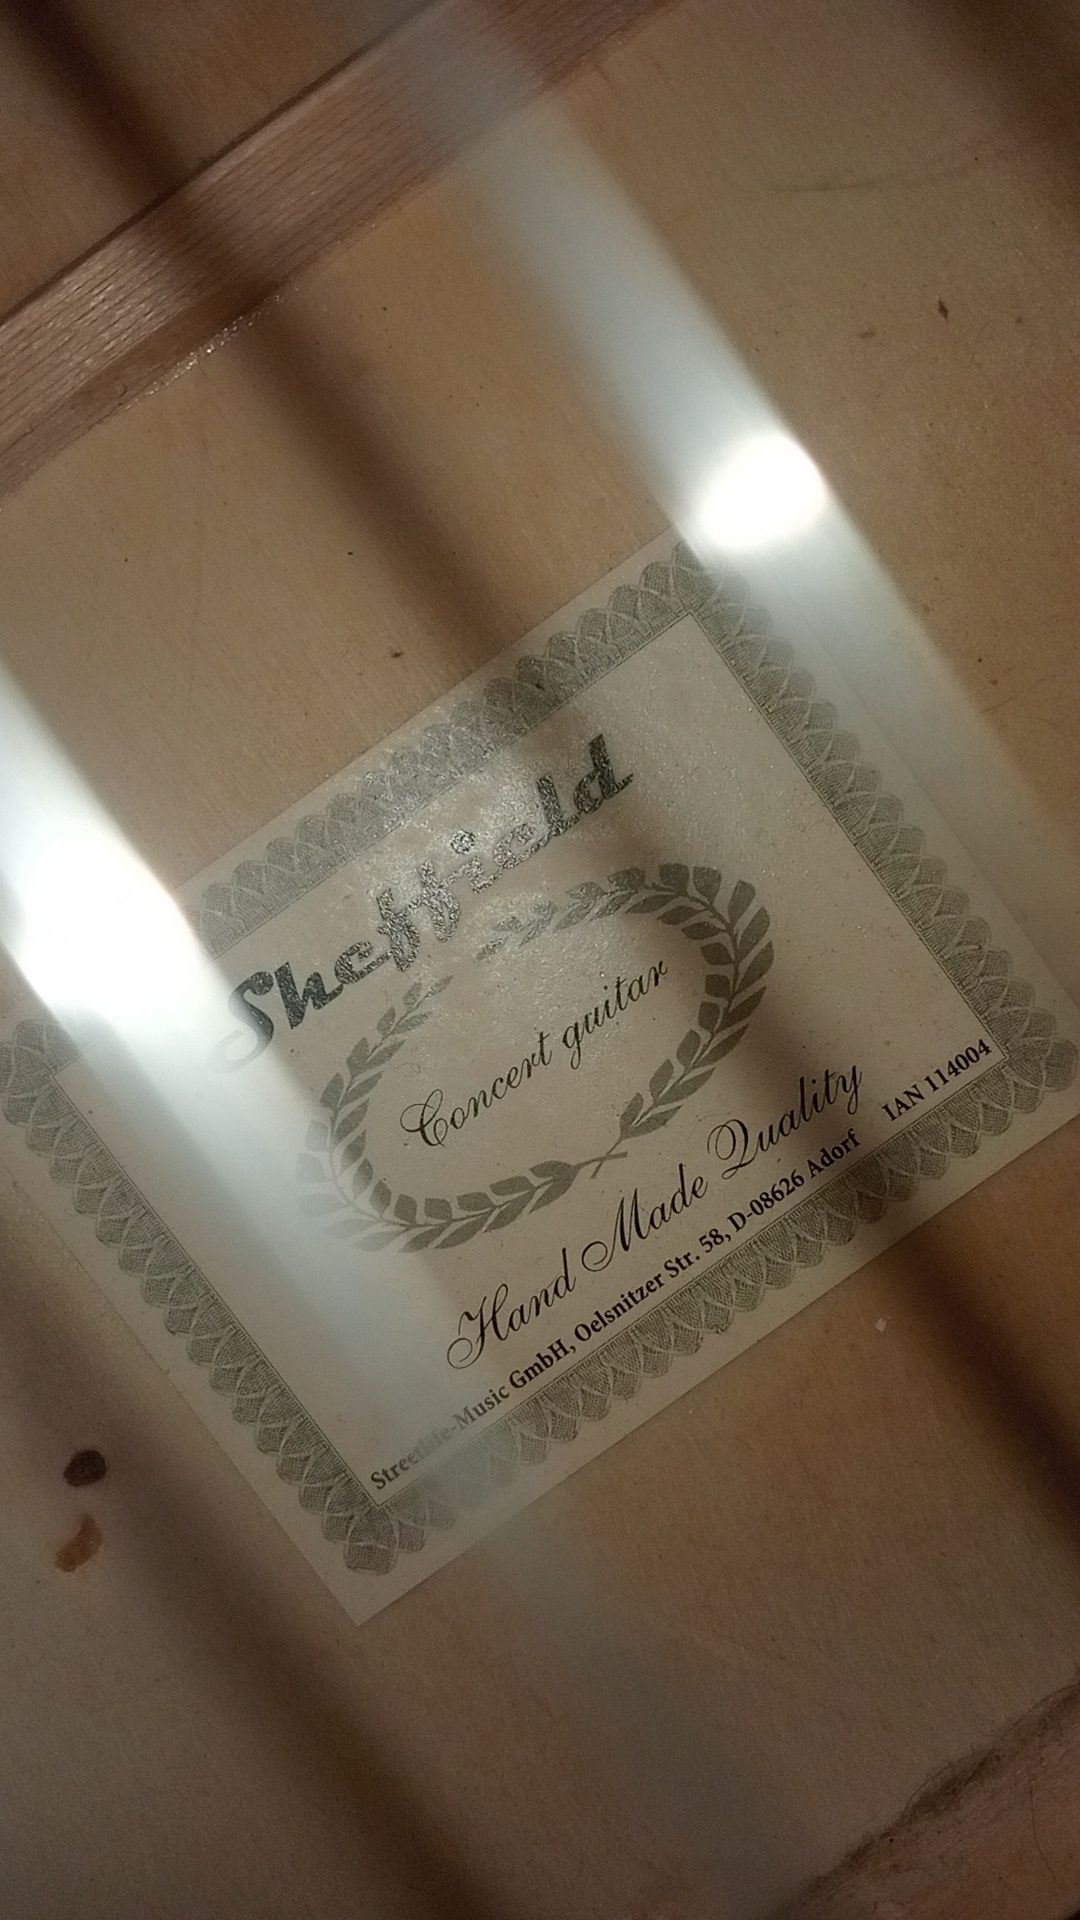 Sheffield
Concert guitar
Hand Made Quality
Streetlife-Music GmbH, Oelsnitzer Str. 58, D-08626 Adorf IAN 114004